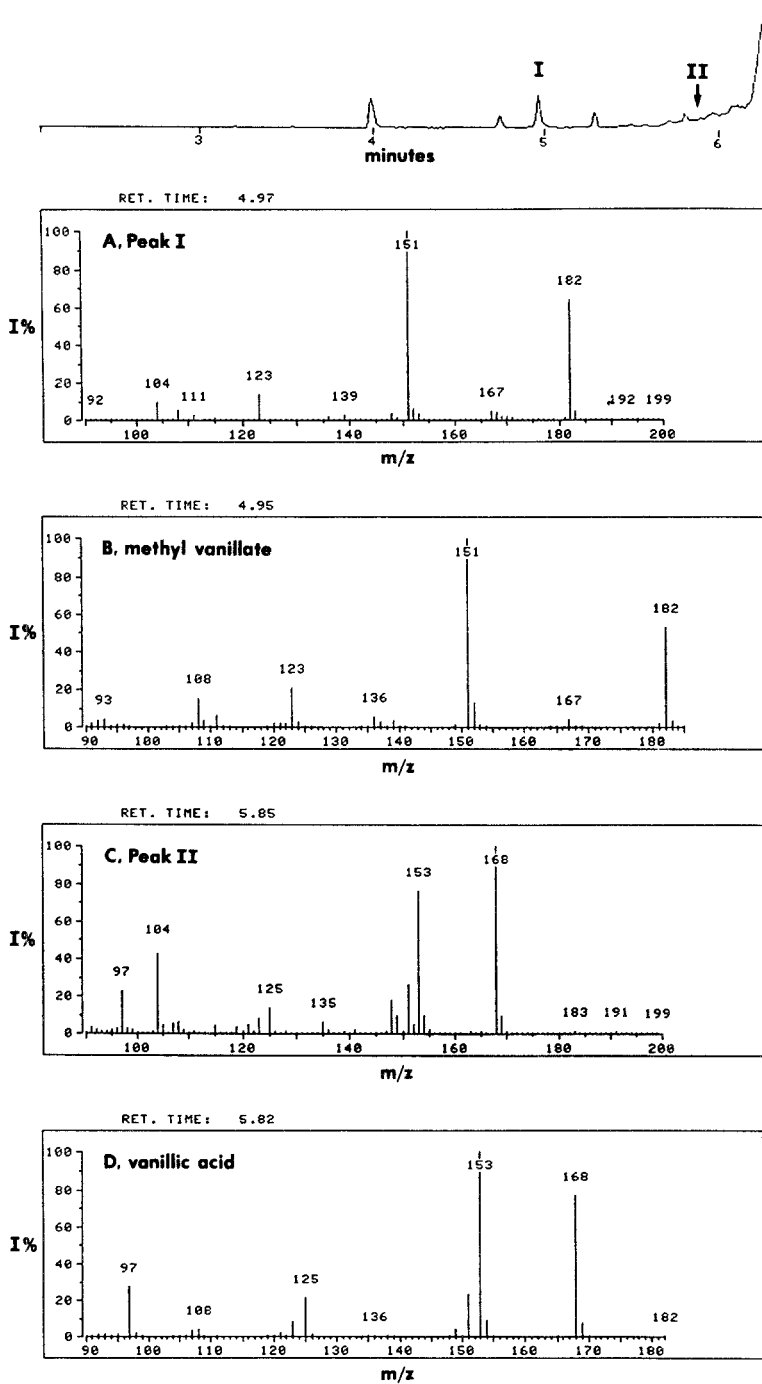 I II
3 4 5 6
minutes
RET. TIME: 4.97
A, Peak I
I%
100
80
60
40
20
0
92 104 111 123 139 151 167 182 192 199
100 120 140 160 180 200
m/z
RET. TIME: 4.95
B, methyl vanillate
I%
100
80
60
40
20
0
93 108 123 136 151 167 182
90 100 110 120 130 140 150 160 170 180
m/z
RET. TIME: 5.85
C, Peak II
I%
100
80
60
40
20
0
97 104 125 135 153 168 183 191 199
100 120 140 160 180 200
m/z
RET. TIME: 5.82
D, vanillic acid
I%
100
80
60
40
20
0
97 108 125 136 153 168 182
90 100 110 120 130 140 150 160 170 180
m/z